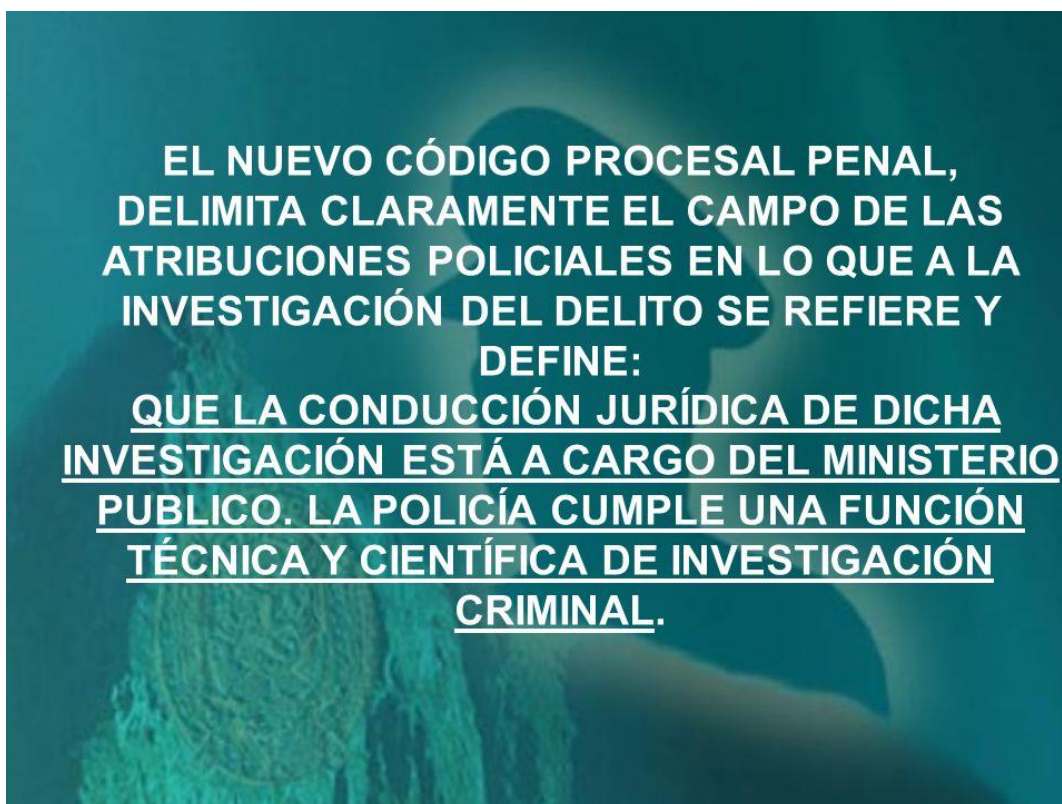 EL NUEVO CÓDIGO PROCESAL PENAL,
DELIMITA CLARAMENTE EL CAMPO DE LAS
ATRIBUCIONES POLICIALES EN LO QUE A LA
INVESTIGACIÓN DEL DELITO SE REFIERE Y
DEFINE:
QUE LA CONDUCCIÓN JURÍDICA DE DICHA
INVESTIGACIÓN ESTÁ A CARGO DEL MINISTERIO
PUBLICO. LA POLICÍA CUMPLE UNA FUNCIÓN
TÉCNICA Y CIENTÍFICA DE INVESTIGACIÓN
CRIMINAL.